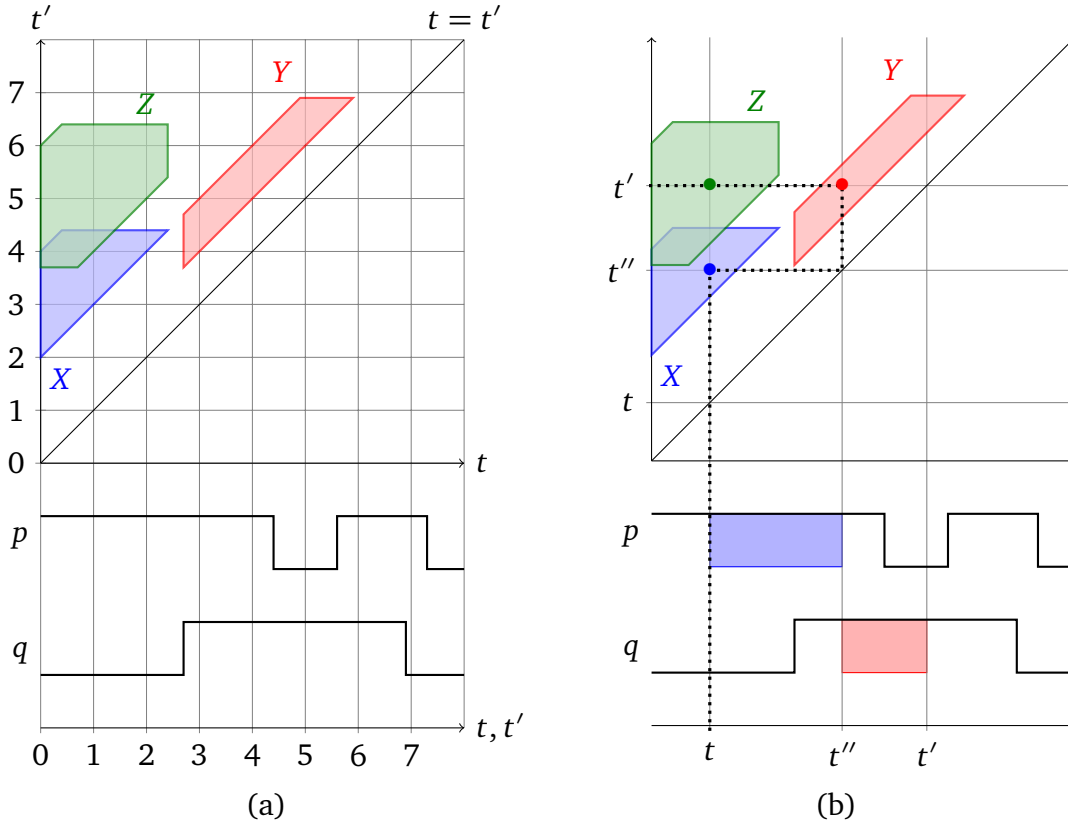 t′ t = t′
7
6
5
4
3
2
1
0
Z
Y
X
t
p
q
0 1 2 3 4 5 6 7
t, t′
(a)
Z
Y
X
t′
t″
t
p
q
t t″ t′
(b)